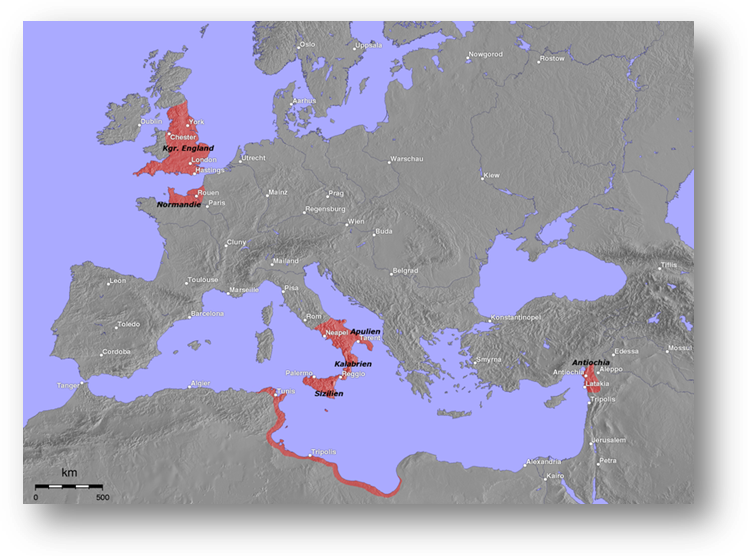 Oslo
Uppsala
Nowgorod
Rostow
Aarhus
Dublin
York
Chester
Kgr. England
London
Hastings
Utrecht
Warschau
Kiew
Rouen
Normandie
Paris
Mainz
Prag
Regensburg
Wien
Buda
Cluny
Mailand
Belgrad
Tiflis
León
Toulouse
Marseille
Pisa
Barcelona
Rom
Konstantinopel
Toledo
Neapel
Apulien
Tarent
Cordoba
Smyrna
Edessa
Mossul
Kalabrien
Antiochia
Antiochia
Aleppo
Palermo
Reggio
Tanger
Algier
Latakia
Sizilien
Tunis
Tripolis
Tripolis
Jerusalem
Alexandria
Petra
Kairo
km
0 500